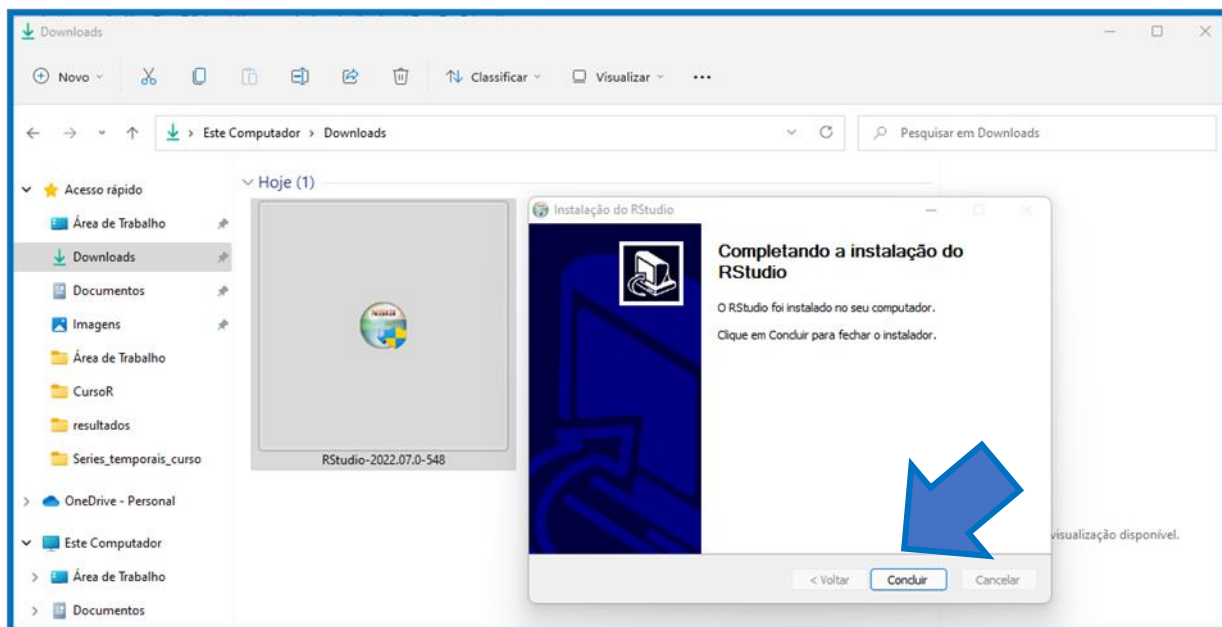 Downloads
Novo
Classificar
Visualizar
Este Computador > Downloads
Pesquisar em Downloads
Acesso rápido
Área de Trabalho
Downloads
Documentos
Imagens
Área de Trabalho
CursoR
resultados
Series_temporais_curso
OneDrive - Personal
Este Computador
Área de Trabalho
Documentos
Hoje (1)
RStudio-2022.07.0-548
Instalação do RStudio
Completando a instalação do
RStudio
O RStudio foi instalado no seu computador.
Clique em Concluir para fechar o instalador.
< Voltar
Concluir
Cancelar
visualização disponível.